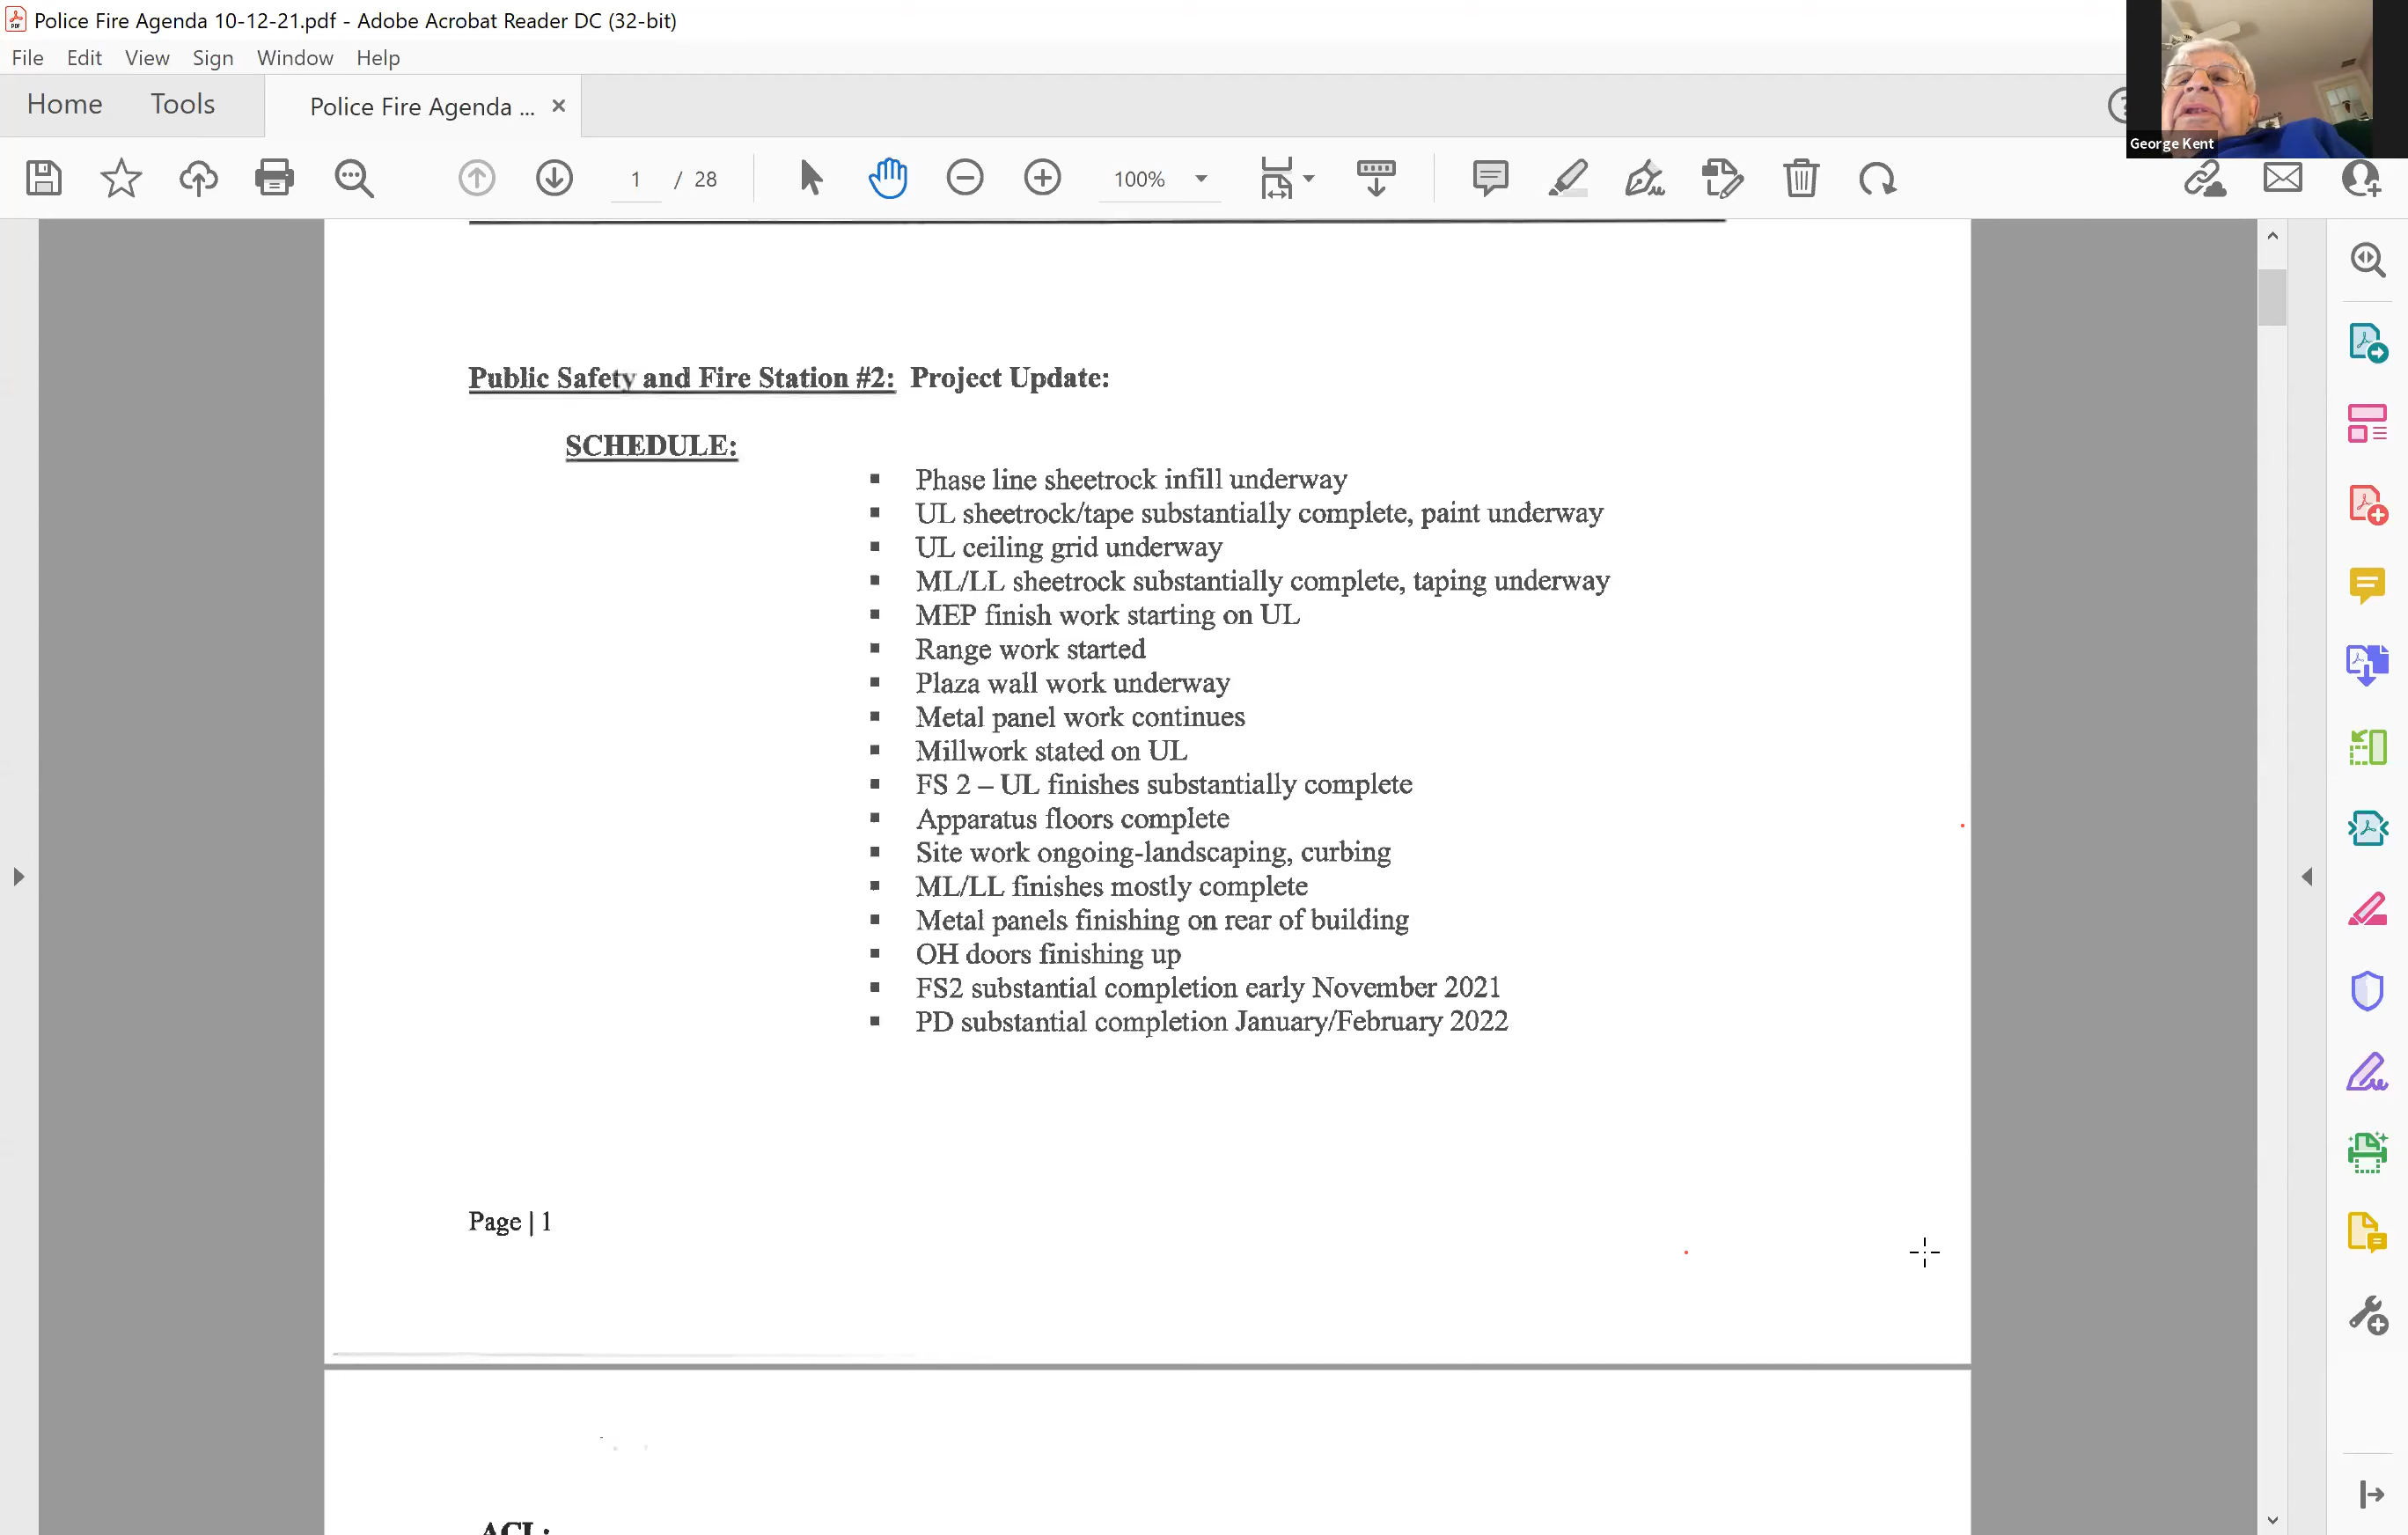 Police Fire Agenda 10-12-21.pdf - Adobe Acrobat Reader DC (32-bit)
File Edit View Sign Window Help
Home Tools Police Fire Agenda ... ×
George Kent
1 / 28 100%
Public Safety and Fire Station #2: Project Update:
SCHEDULE:
▪ Phase line sheetrock infill underway
▪ UL sheetrock/tape substantially complete, paint underway
▪ UL ceiling grid underway
▪ ML/LL sheetrock substantially complete, taping underway
▪ MEP finish work starting on UL
▪ Range work started
▪ Plaza wall work underway
▪ Metal panel work continues
▪ Millwork stated on UL
▪ FS 2 – UL finishes substantially complete
▪ Apparatus floors complete
▪ Site work ongoing-landscaping, curbing
▪ ML/LL finishes mostly complete
▪ Metal panels finishing on rear of building
▪ OH doors finishing up
▪ FS2 substantial completion early November 2021
▪ PD substantial completion January/February 2022
Page | 1